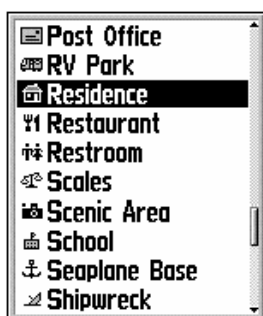 Post Office
RV Park
Residence
Restaurant
Restroom
Scales
Scenic Area
School
Seaplane Base
Shipwreck